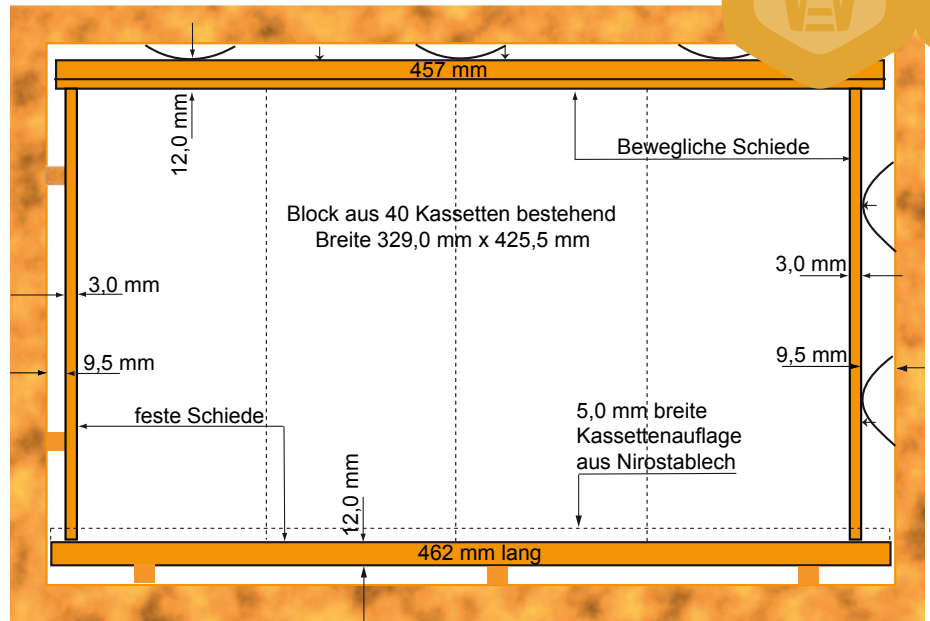 457 mm
12,0 mm
Bewegliche Schiede
Block aus 40 Kassetten bestehend
Breite 329,0 mm x 425,5 mm
3,0 mm
3,0 mm
9,5 mm
9,5 mm
feste Schiede
5,0 mm breite
Kassettenauflage
aus Nirostablech
12,0 mm
462 mm lang